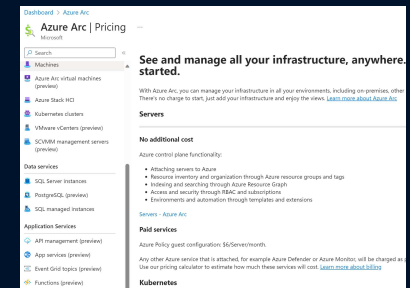 Dashboard > Azure Arc >
Azure Arc | Pricing ...
Microsoft
Search
Machines
Azure Arc virtual machines
(preview)
Azure Stack HCI
Kubernetes clusters
VMware vCenters (preview)
SCVMM management servers
(preview)
Data services
SQL Server instances
PostgreSQL (preview)
SQL managed instances
Application Services
API management (preview)
App services (preview)
Event Grid topics (preview)
Functions (preview)
See and manage all your infrastructure, anywhere.
started.
With Azure Arc, you can manage your infrastructure in all your environments, including on-premises, other
There's no charge to start, just add your infrastructure and enjoy the views. Learn more about Azure Arc
Servers
No additional cost
Azure control plane functionality:
• Attaching servers to Azure
• Resource inventory and organization through Azure resource groups and tags
• Indexing and searching through Azure Resource Graph
• Access and security through RBAC and subscriptions
• Environments and automation through templates and extensions
Servers - Azure Arc
Paid services
Azure Policy guest configuration: $6/Server/month.
Any other Azure service that is attached, for example Azure Defender or Azure Monitor, will be charged as
Use our pricing calculator to estimate how much these services will cost. Learn more about billing
Kubernetes